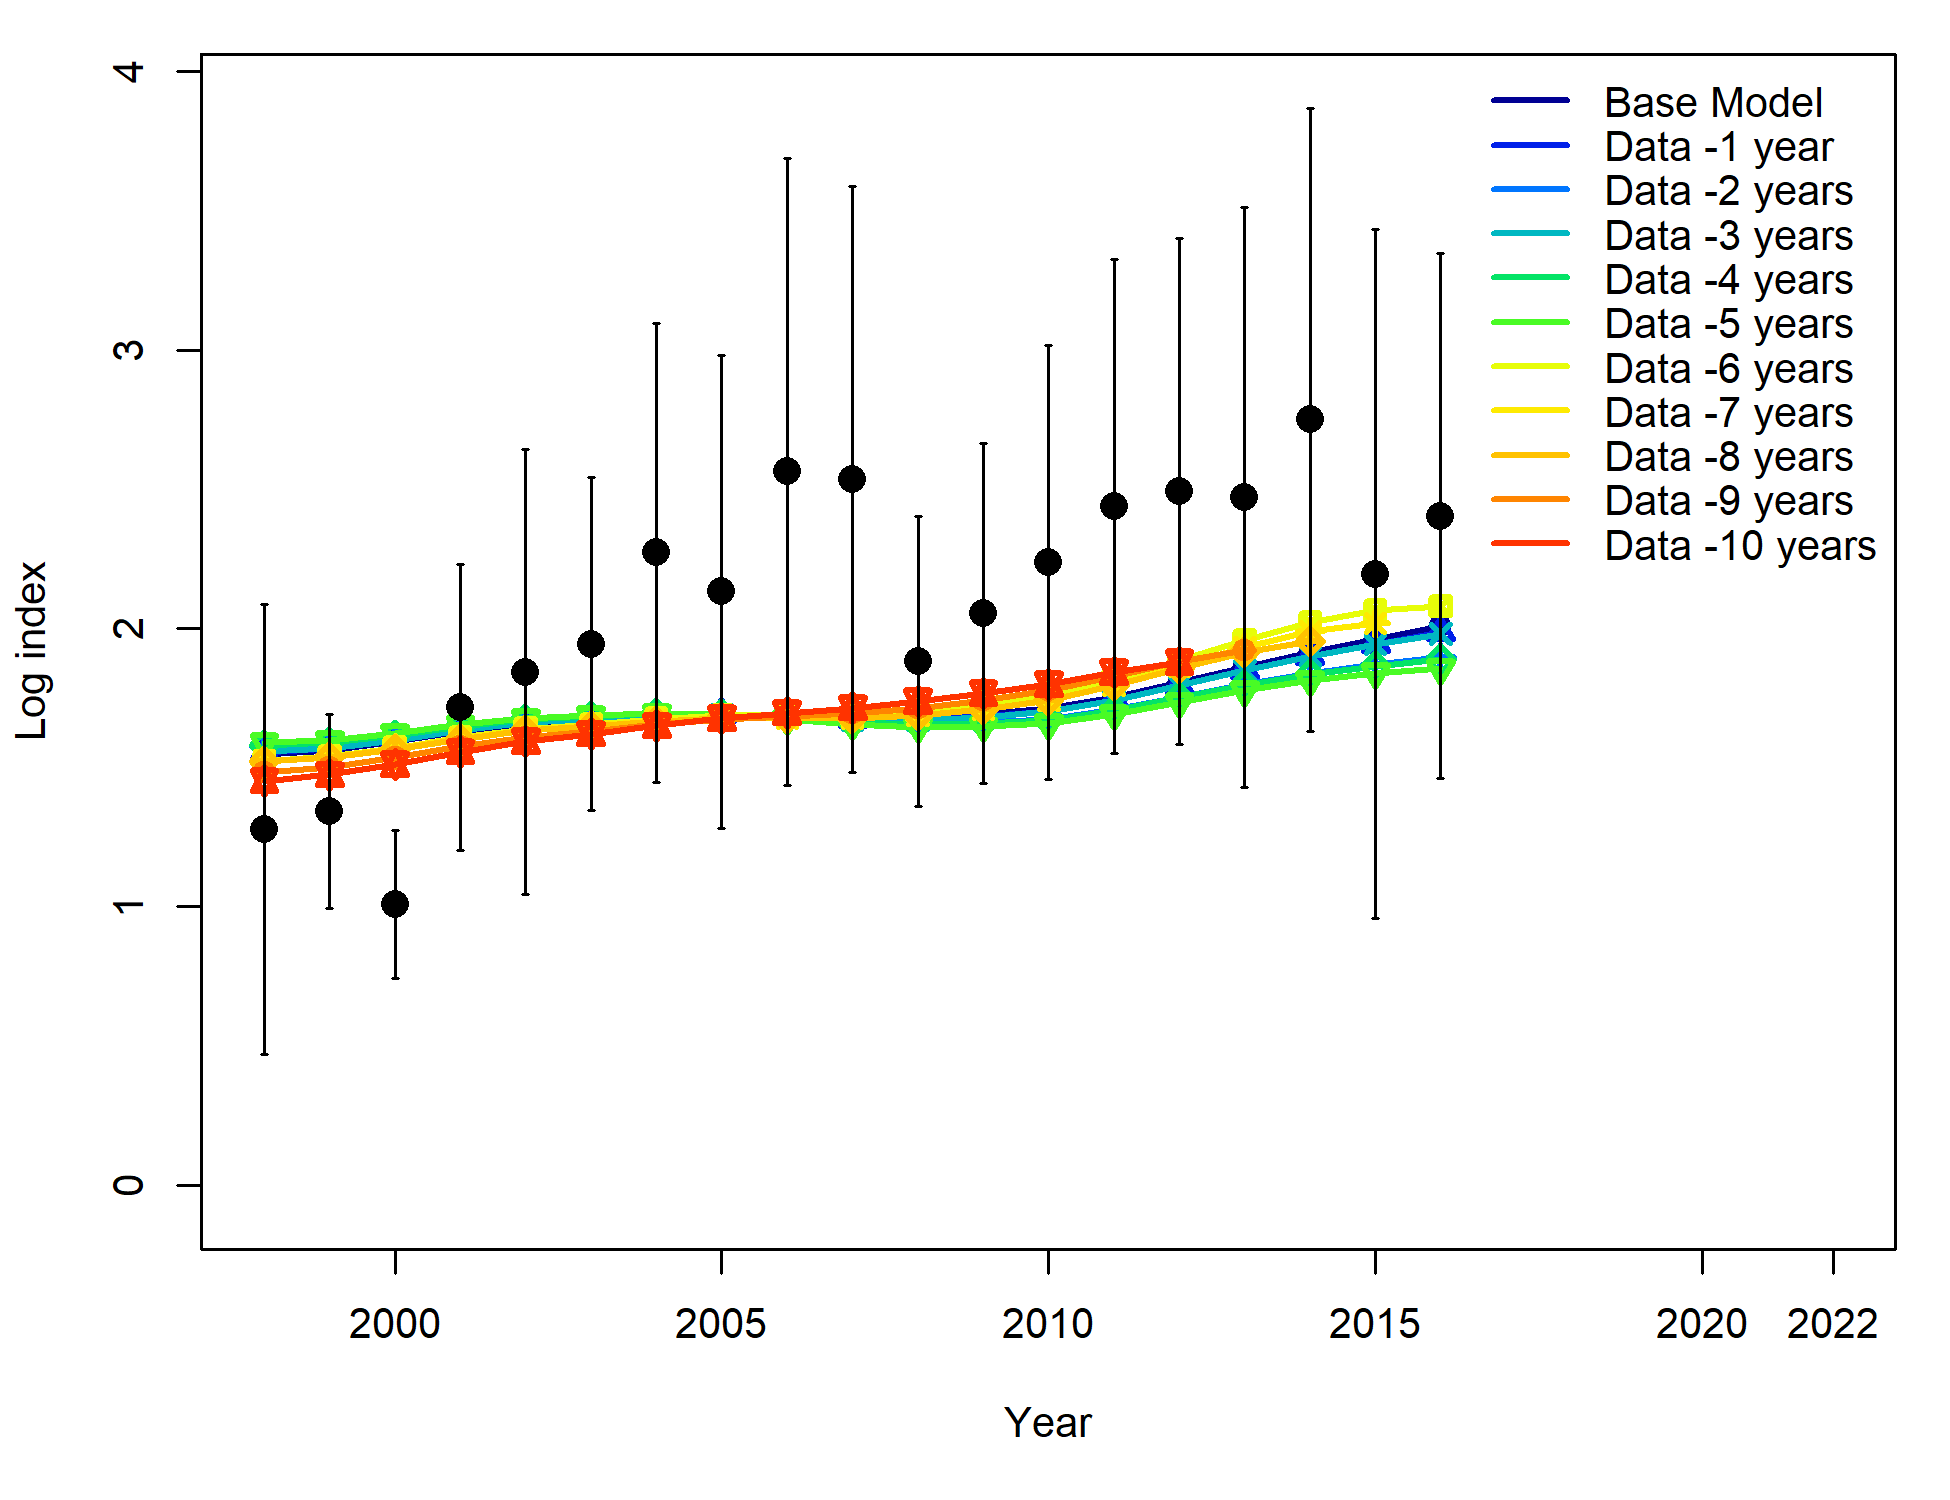 4
3
2
1
0
Log index
Base Model
Data -1 year
Data -2 years
Data -3 years
Data -4 years
Data -5 years
Data -6 years
Data -7 years
Data -8 years
Data -9 years
Data -10 years
2000 2005 2010 2015 2020 2022
Year